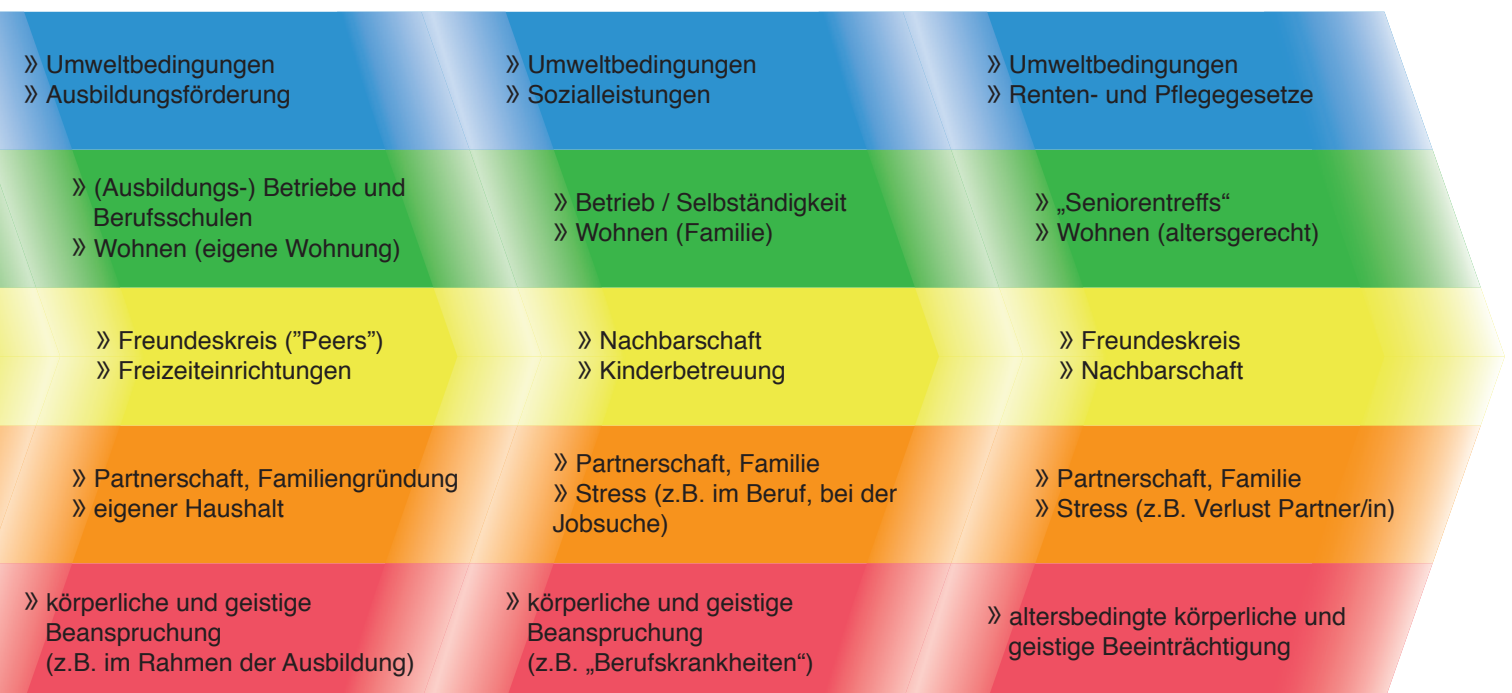 » Umweltbedingungen
» Ausbildungsförderung
» Umweltbedingungen
» Sozialleistungen
» Umweltbedingungen
» Renten- und Pflegegesetze
» (Ausbildungs-) Betriebe und
Berufsschulen
» Wohnen (eigene Wohnung)
» Betrieb / Selbständigkeit
» Wohnen (Familie)
» „Seniorentreffs“
» Wohnen (altersgerecht)
» Freundeskreis (”Peers”)
» Freizeiteinrichtungen
» Nachbarschaft
» Kinderbetreuung
» Freundeskreis
» Nachbarschaft
» Partnerschaft, Familiengründung
» eigener Haushalt
» Partnerschaft, Familie
» Stress (z.B. im Beruf, bei der
Jobsuche)
» Partnerschaft, Familie
» Stress (z.B. Verlust Partner/in)
» körperliche und geistige
Beanspruchung
(z.B. im Rahmen der Ausbildung)
» körperliche und geistige
Beanspruchung
(z.B. „Berufskrankheiten“)
» altersbedingte körperliche und
geistige Beeinträchtigung